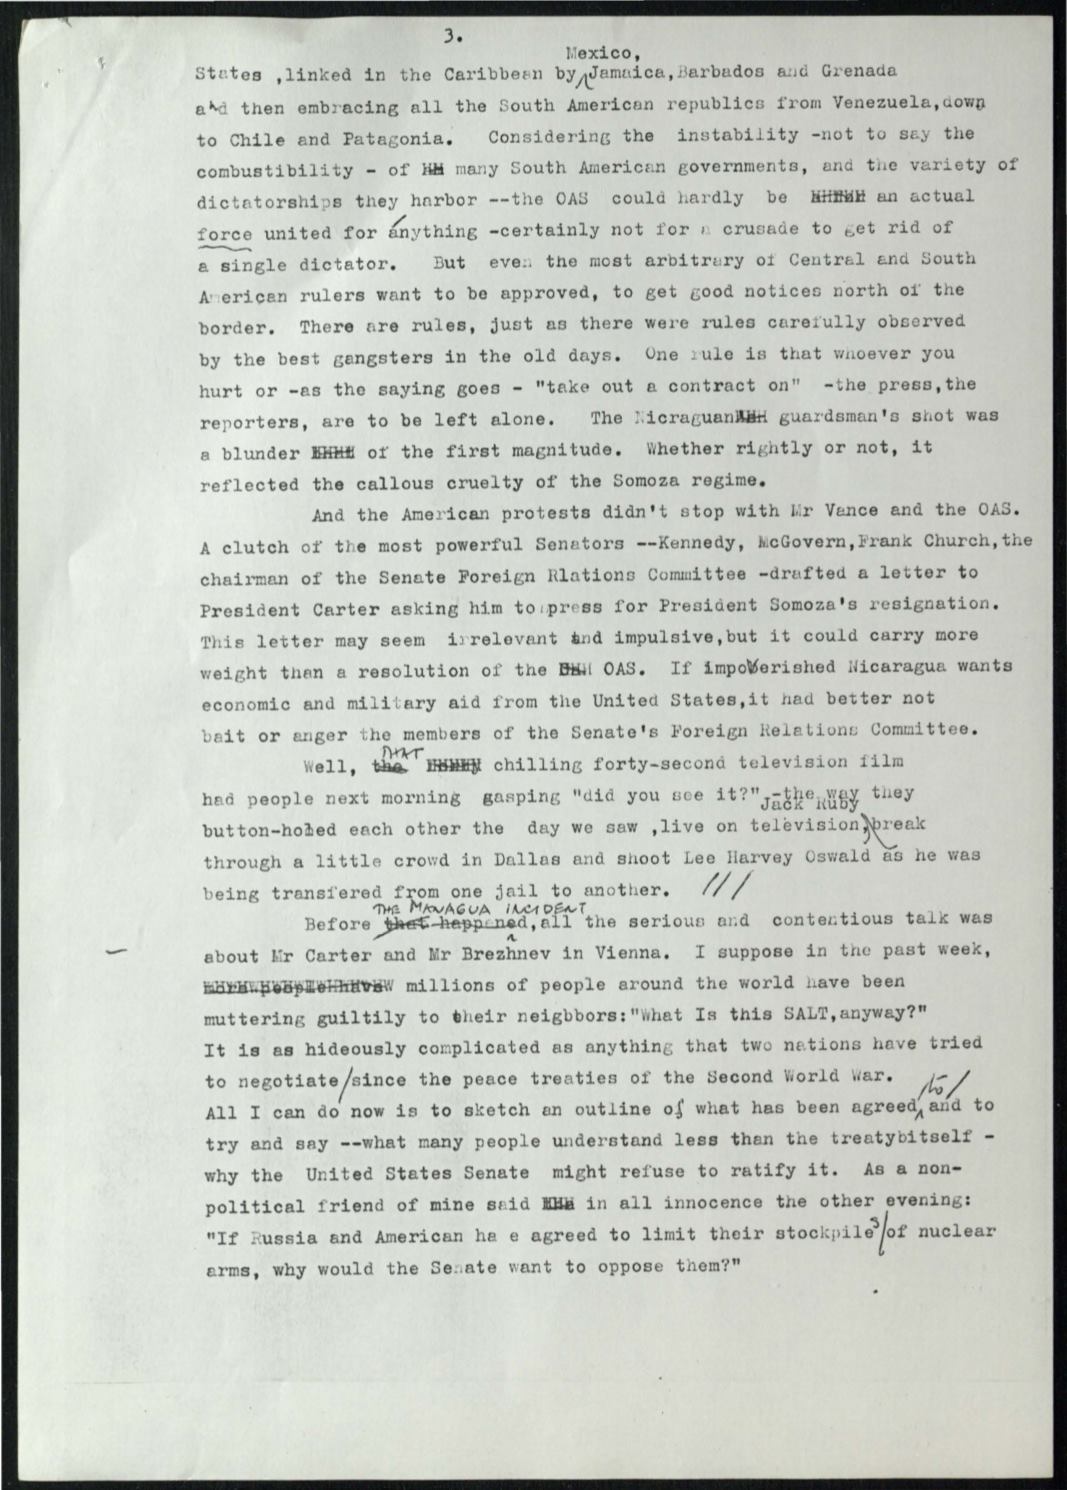 3.
Mexico,
States ,linked in the Caribbean by Jamaica,Barbados and Grenada
and then embracing all the South American republics from Venezuela,down
to Chile and Patagonia. Considering the instability -not to say the
combustibility - of many South American governments, and the variety of
dictatorships they harbor --the OAS could hardly be an actual
force united for anything -certainly not for a crusade to get rid of
a single dictator. But even the most arbitrary of Central and South
American rulers want to be approved, to get good notices north of the
border. There are rules, just as there were rules carefully observed
by the best gangsters in the old days. One rule is that whoever you
hurt or -as the saying goes - "take out a contract on" -the press,the
reporters, are to be left alone. The Nicraguan guardsman's shot was
a blunder of the first magnitude. Whether rightly or not, it
reflected the callous cruelty of the Somoza regime.
And the American protests didn't stop with Mr Vance and the OAS.
A clutch of the most powerful Senators --Kennedy, McGovern,Frank Church,the
chairman of the Senate Foreign Rlations Committee -drafted a letter to
President Carter asking him to press for President Somoza's resignation.
This letter may seem irrelevant and impulsive,but it could carry more
weight than a resolution of the OAS. If impoverished Nicaragua wants
economic and military aid from the United States,it had better not
bait or anger the members of the Senate's Foreign Relations Committee.
THAT
Well, the chilling forty-second television film
had people next morning gasping "did you see it?" -the way they
Jack Ruby
button-holed each other the day we saw ,live on television, break
through a little crowd in Dallas and shoot Lee Harvey Oswald as he was
being transfered from one jail to another. ///
THE MANAGUA INCIDENT
Before that happened, all the serious and contentious talk was
about Mr Carter and Mr Brezhnev in Vienna. I suppose in the past week,
more people have millions of people around the world have been
muttering guiltily to their neigbbors:"What Is this SALT,anyway?"
It is as hideously complicated as anything that two nations have tried
to negotiate/since the peace treaties of the Second World War.
to/
All I can do now is to sketch an outline of what has been agreed, and to
try and say --what many people understand less than the treatybitself -
why the United States Senate might refuse to ratify it. As a non-
political friend of mine said in all innocence the other evening:
"If Russia and American ha e agreed to limit their stockpiles/of nuclear
arms, why would the Senate want to oppose them?"